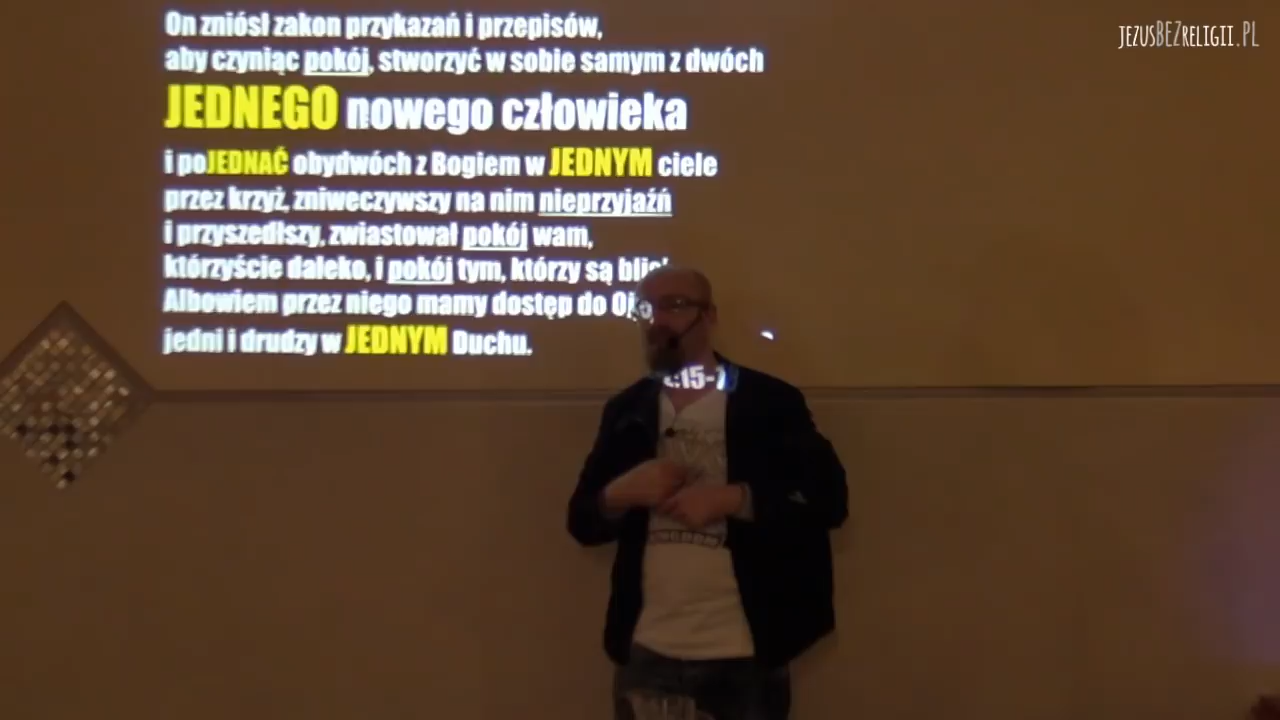 jezusBEZreligii.PL
On zniósł zakon przykazań i przepisów,
aby czyniąc pokój, stworzyć w sobie samym z dwóch
JEDNEGO nowego człowieka
i poJEDNAĆ obydwóch z Bogiem w JEDNYM ciele
przez krzyż, zniweczywszy na nim nieprzyjaźń
i przyszedłszy, zwiastował pokój wam,
którzyście daleko, i pokój tym, którzy są
Albowiem przez niego mamy dostęp do
jedni i drudzy w JEDNYM Duchu.
:15-1